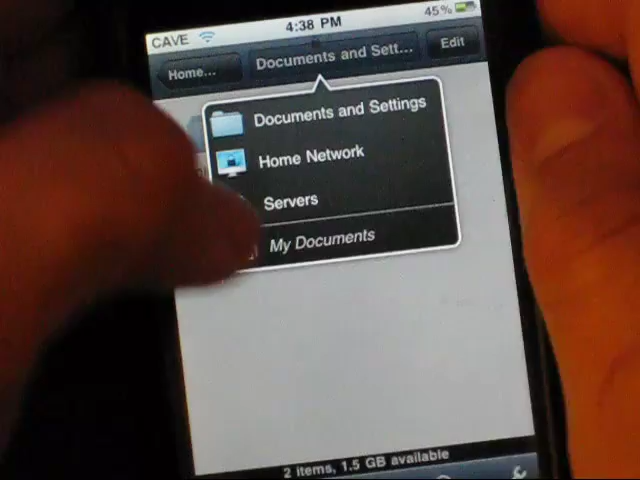 CAVE 4:38 PM 45%
Home... Documents and Sett... Edit
Documents and Settings
Home Network
Servers
My Documents
2 items, 1.5 GB available